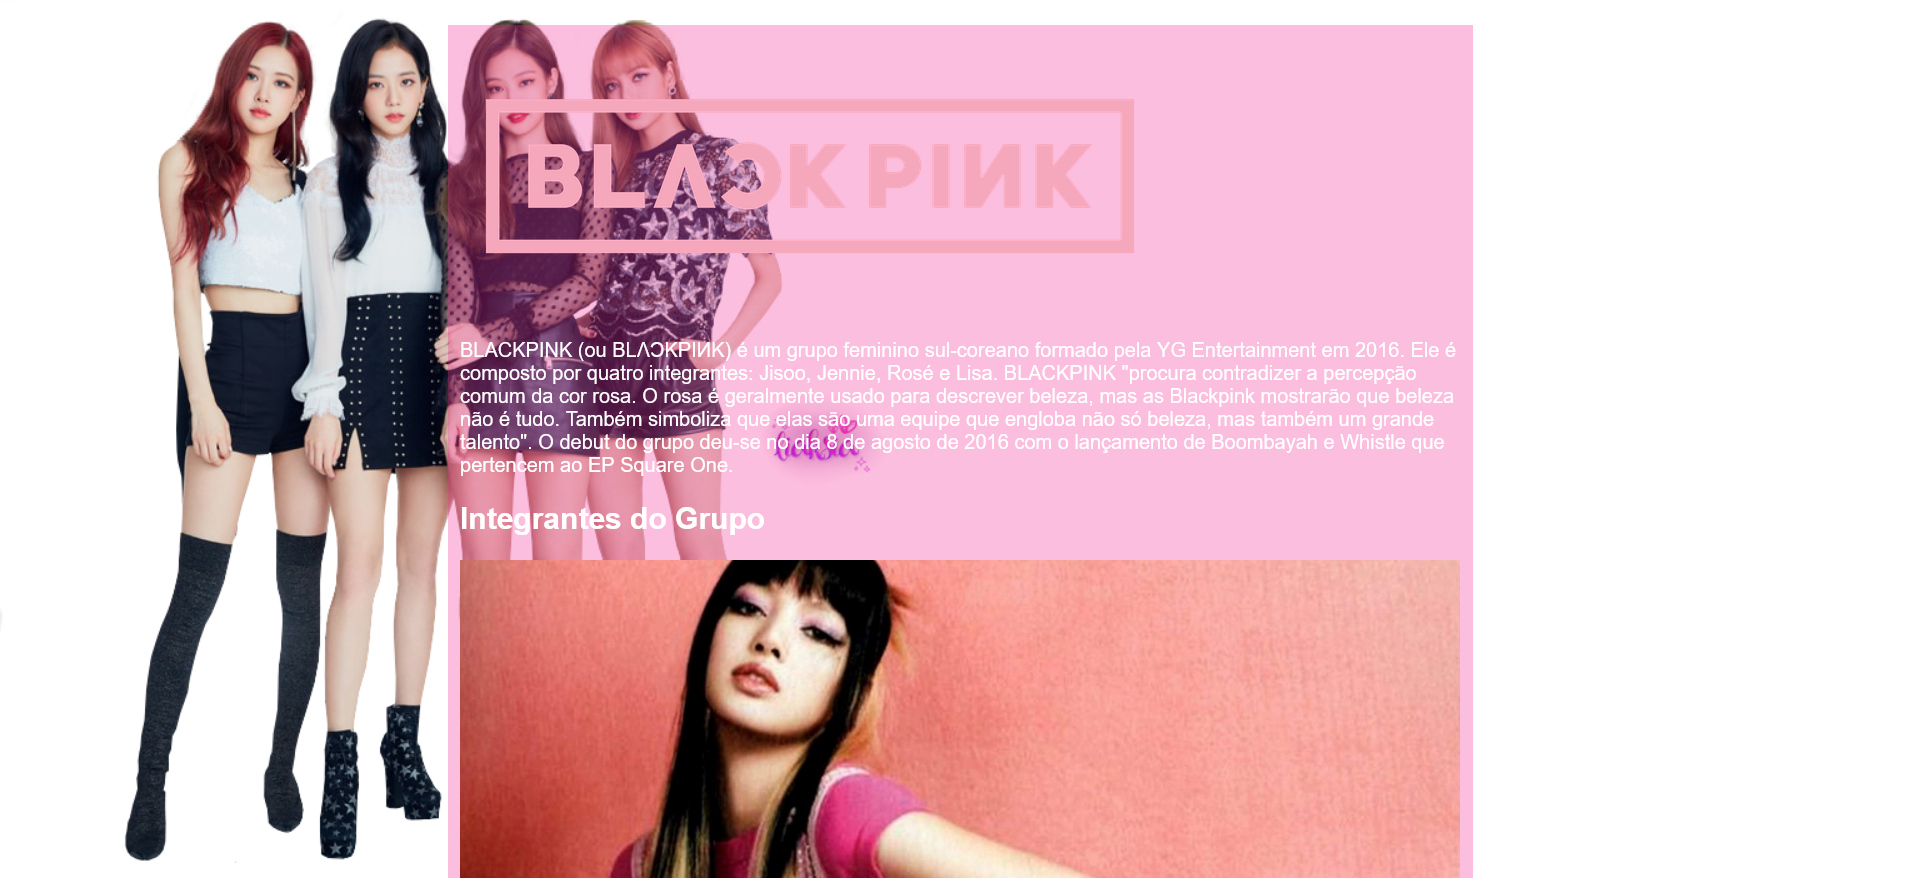 BLɅƆK PIИK
BLACKPINK (ou BLɅƆKPIИK) é um grupo feminino sul-coreano formado pela YG Entertainment em 2016. Ele é
composto por quatro integrantes: Jisoo, Jennie, Rosé e Lisa. BLACKPINK "procura contradizer a percepção
comum da cor rosa. O rosa é geralmente usado para descrever beleza, mas as Blackpink mostrarão que beleza
não é tudo. Também simboliza que elas são uma equipe que engloba não só beleza, mas também um grande
talento". O debut do grupo deu-se no dia 8 de agosto de 2016 com o lançamento de Boombayah e Whistle que
pertencem ao EP Square One.
Integrantes do Grupo